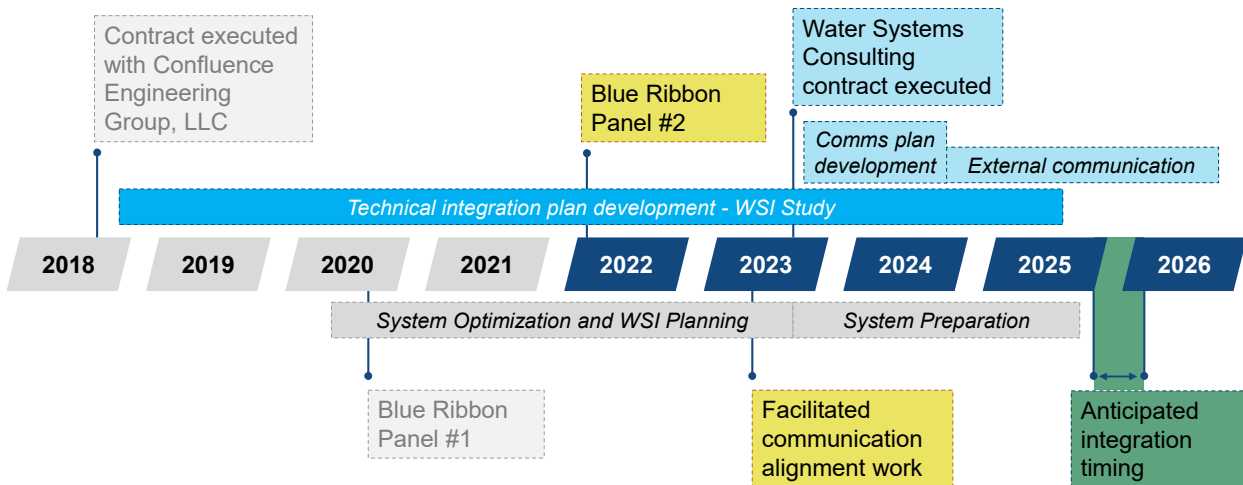 Contract executed
with Confluence
Engineering
Group, LLC
Blue Ribbon
Panel #2
Water Systems
Consulting
contract executed
Comms plan
development
External communication
Technical integration plan development - WSI Study
2018
2019
2020
2021
2022
2023
2024
2025
2026
System Optimization and WSI Planning
System Preparation
Blue Ribbon
Panel #1
Facilitated
communication
alignment work
Anticipated
integration
timing